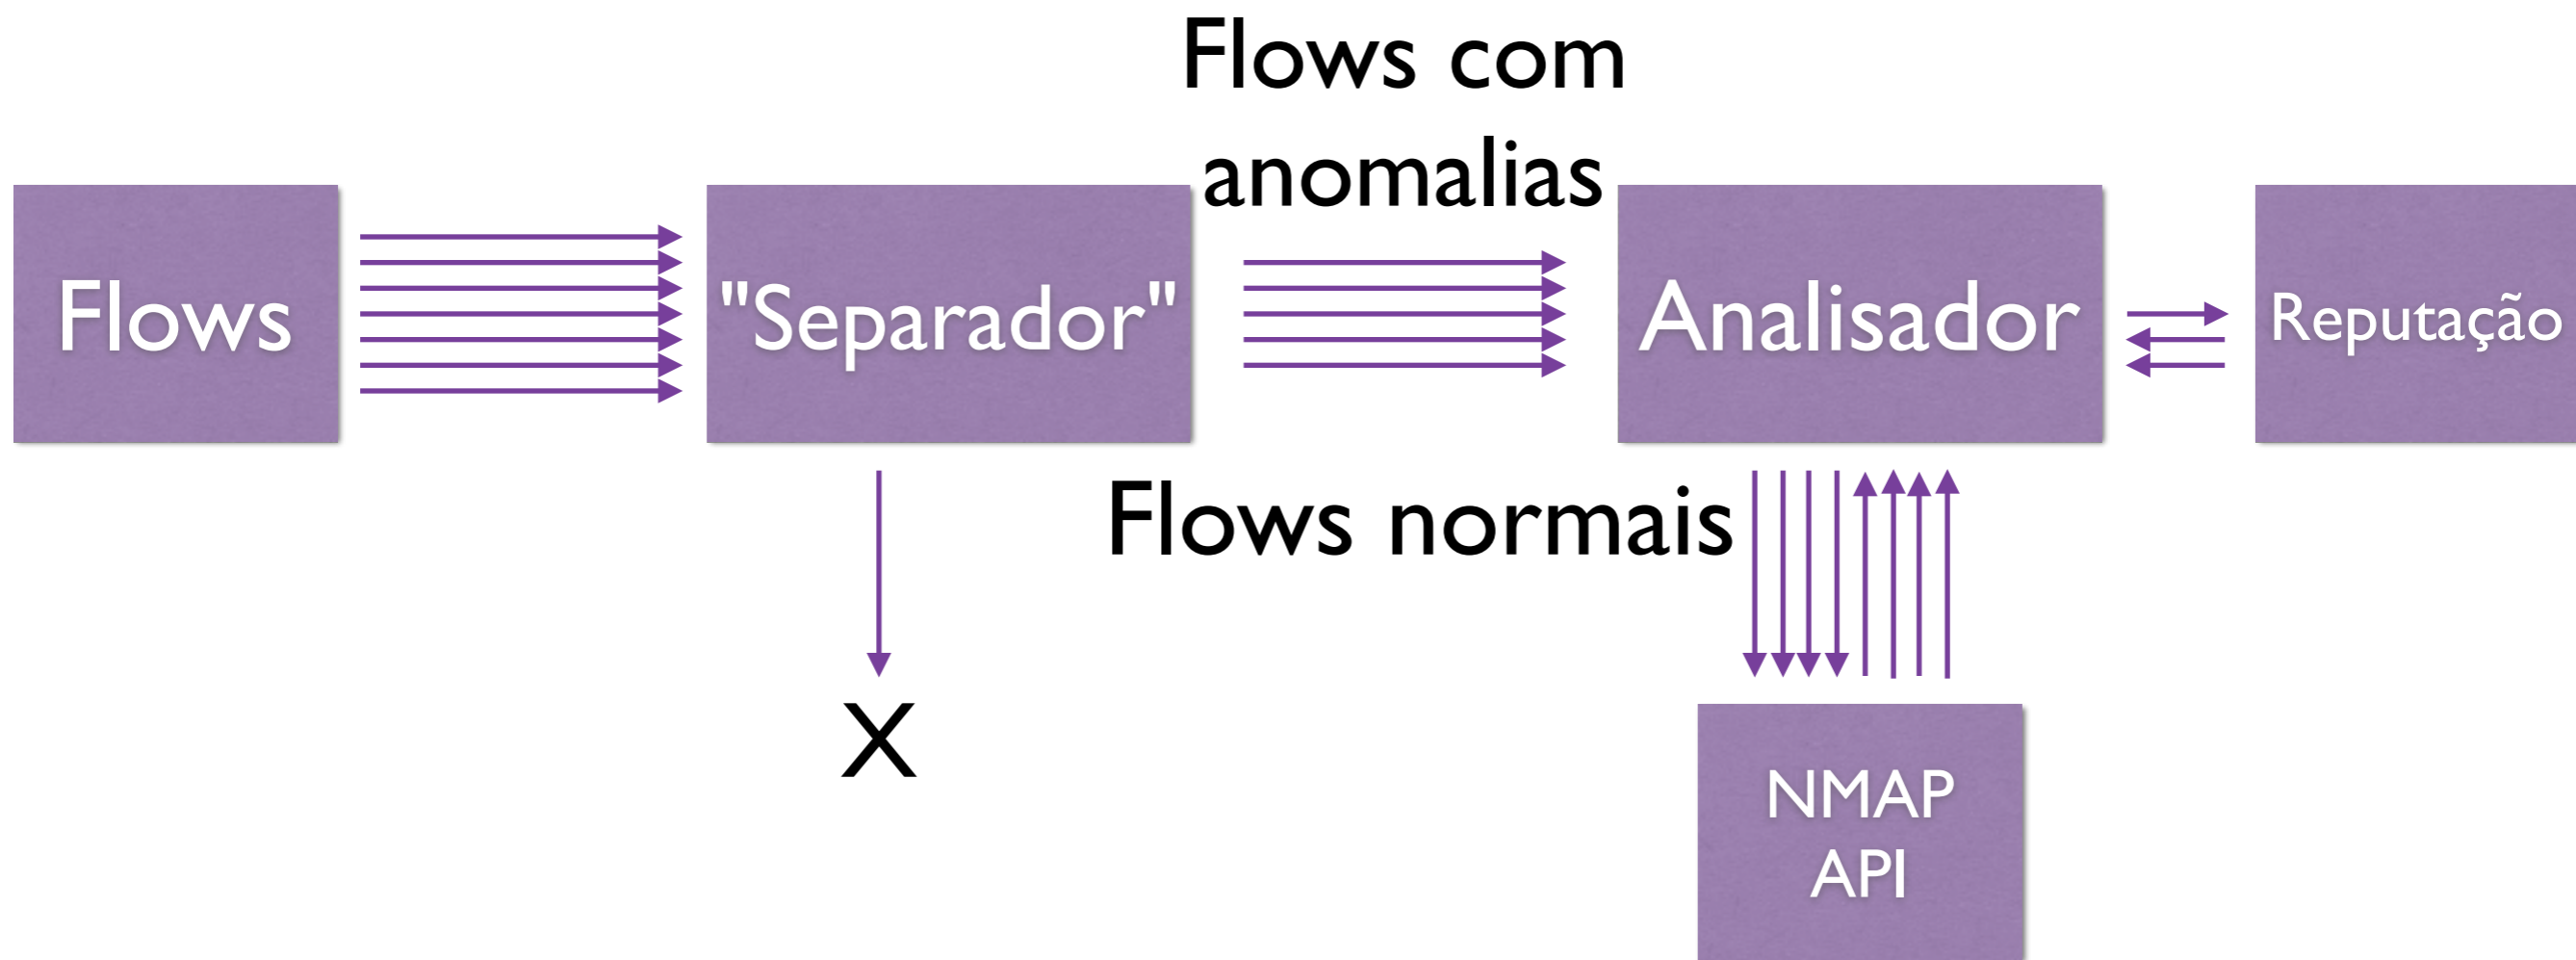 Flows com
anomalias
Flows
"Separador"
Analisador
Reputação
Flows normais
X
NMAP
API